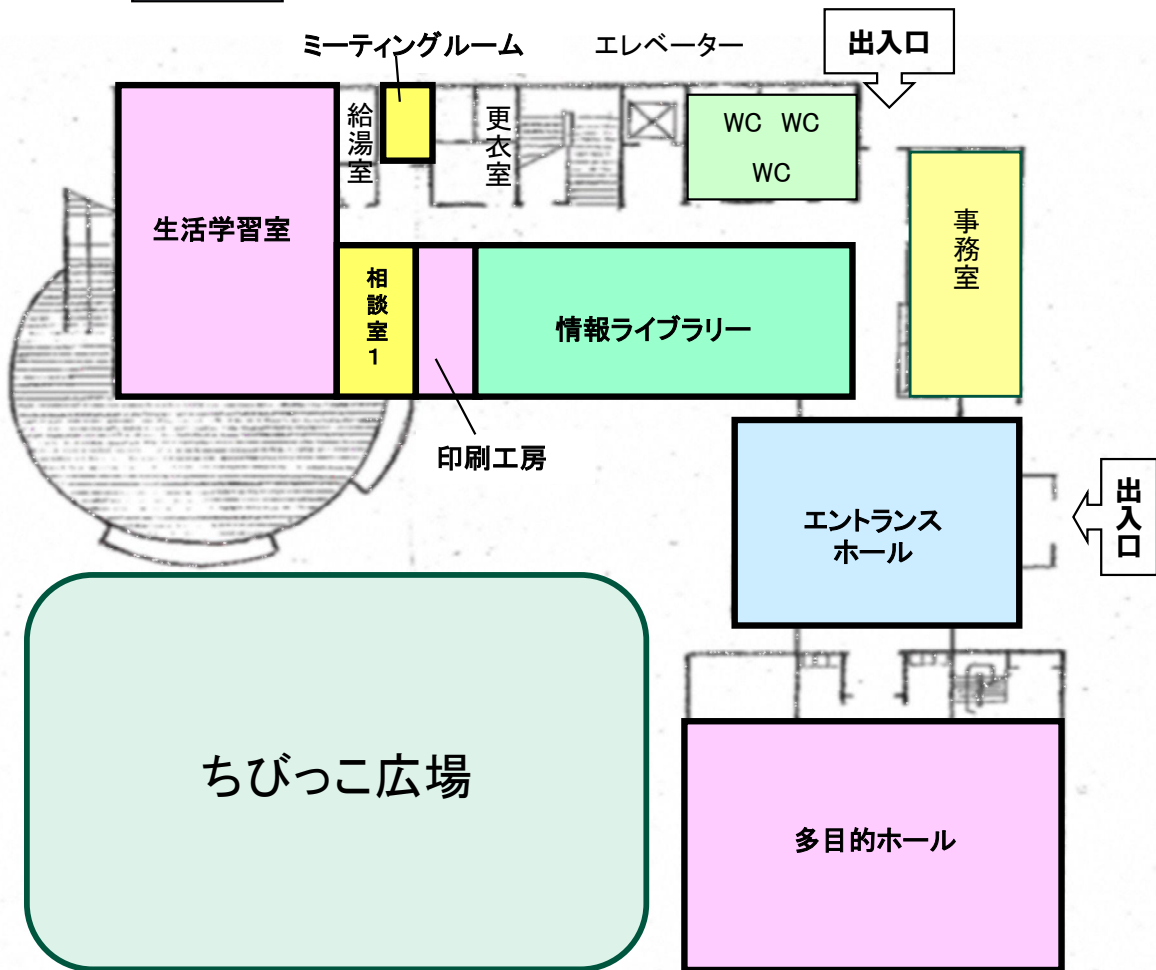 ミーティングルーム
エレベーター
出入口
給湯室
更衣室
WC WC
WC
生活学習室
事務室
相談室1
情報ライブラリー
印刷工房
エントランス
ホール
出入口
ちびっこ広場
多目的ホール